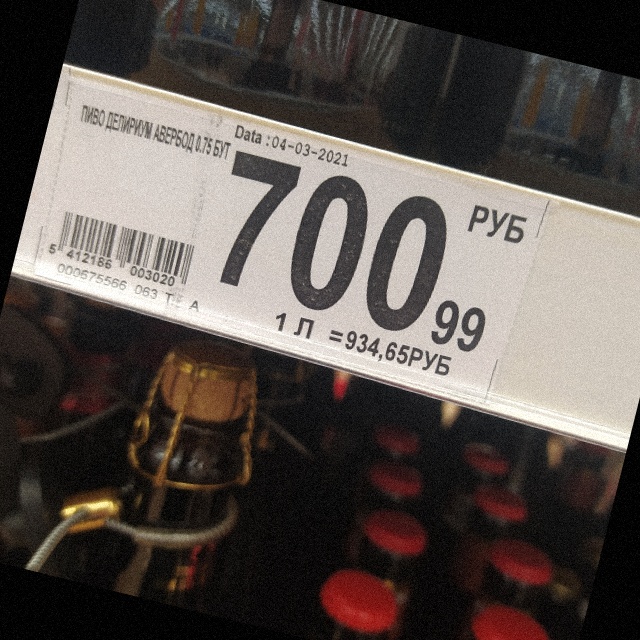 ПИВО ДЕЛИРИУМ АВЕРБОД 0.75 БУТ
Data :04-03-2021
700 99 РУБ
1 Л =934,65РУБ
5 412186 003020
000675566 063 T= A